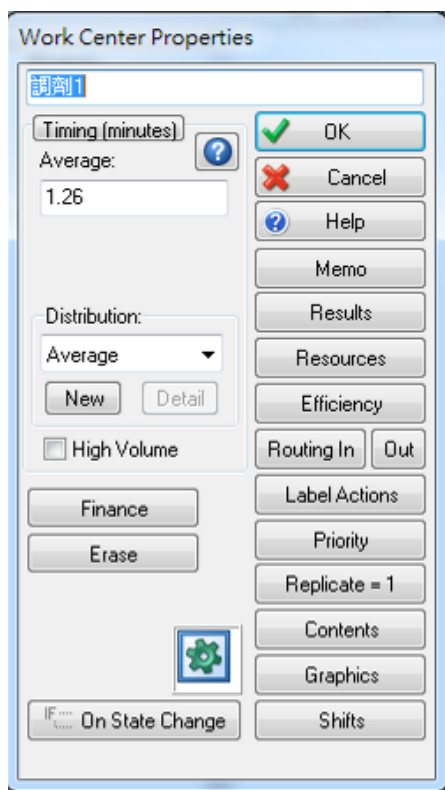 Work Center Properties
調劑1
Timing (minutes)
Average:
1.26
Distribution:
Average
New
Detail
High Volume
Finance
Erase
IF
On State Change
OK
Cancel
Help
Memo
Results
Resources
Efficiency
Routing In
Out
Label Actions
Priority
Replicate = 1
Contents
Graphics
Shifts